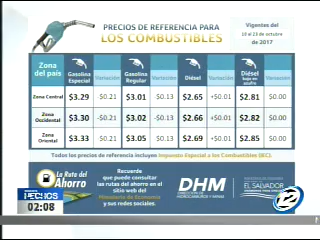 PRECIOS DE REFERENCIA PARA
LOS COMBUSTIBLES
Vigentes del
10 al 23 de octubre
de 2017
Zona del país
Gasolina Especial Variación Gasolina Regular Variación Diésel Variación Diésel bajo en azufre Variación
Zona Central $3.29 -$0.21 $3.01 -$0.13 $2.65 +$0.01 $2.81 $0.00
Zona Occidental $3.30 -$0.21 $3.02 -$0.13 $2.66 +$0.01 $2.82 $0.00
Zona Oriental $3.33 -$0.21 $3.05 -$0.13 $2.69 +$0.01 $2.85 $0.00
Todos los precios de referencia incluyen Impuesto Especial a los Combustibles (IEC).
La Ruta del
Ahorro
Recuerde
que puede consultar
las rutas del ahorro en el
sitio web del
Ministerio de Economía
y sus redes sociales.
DHM
EL SALVADOR
HECHOS
02:08
12